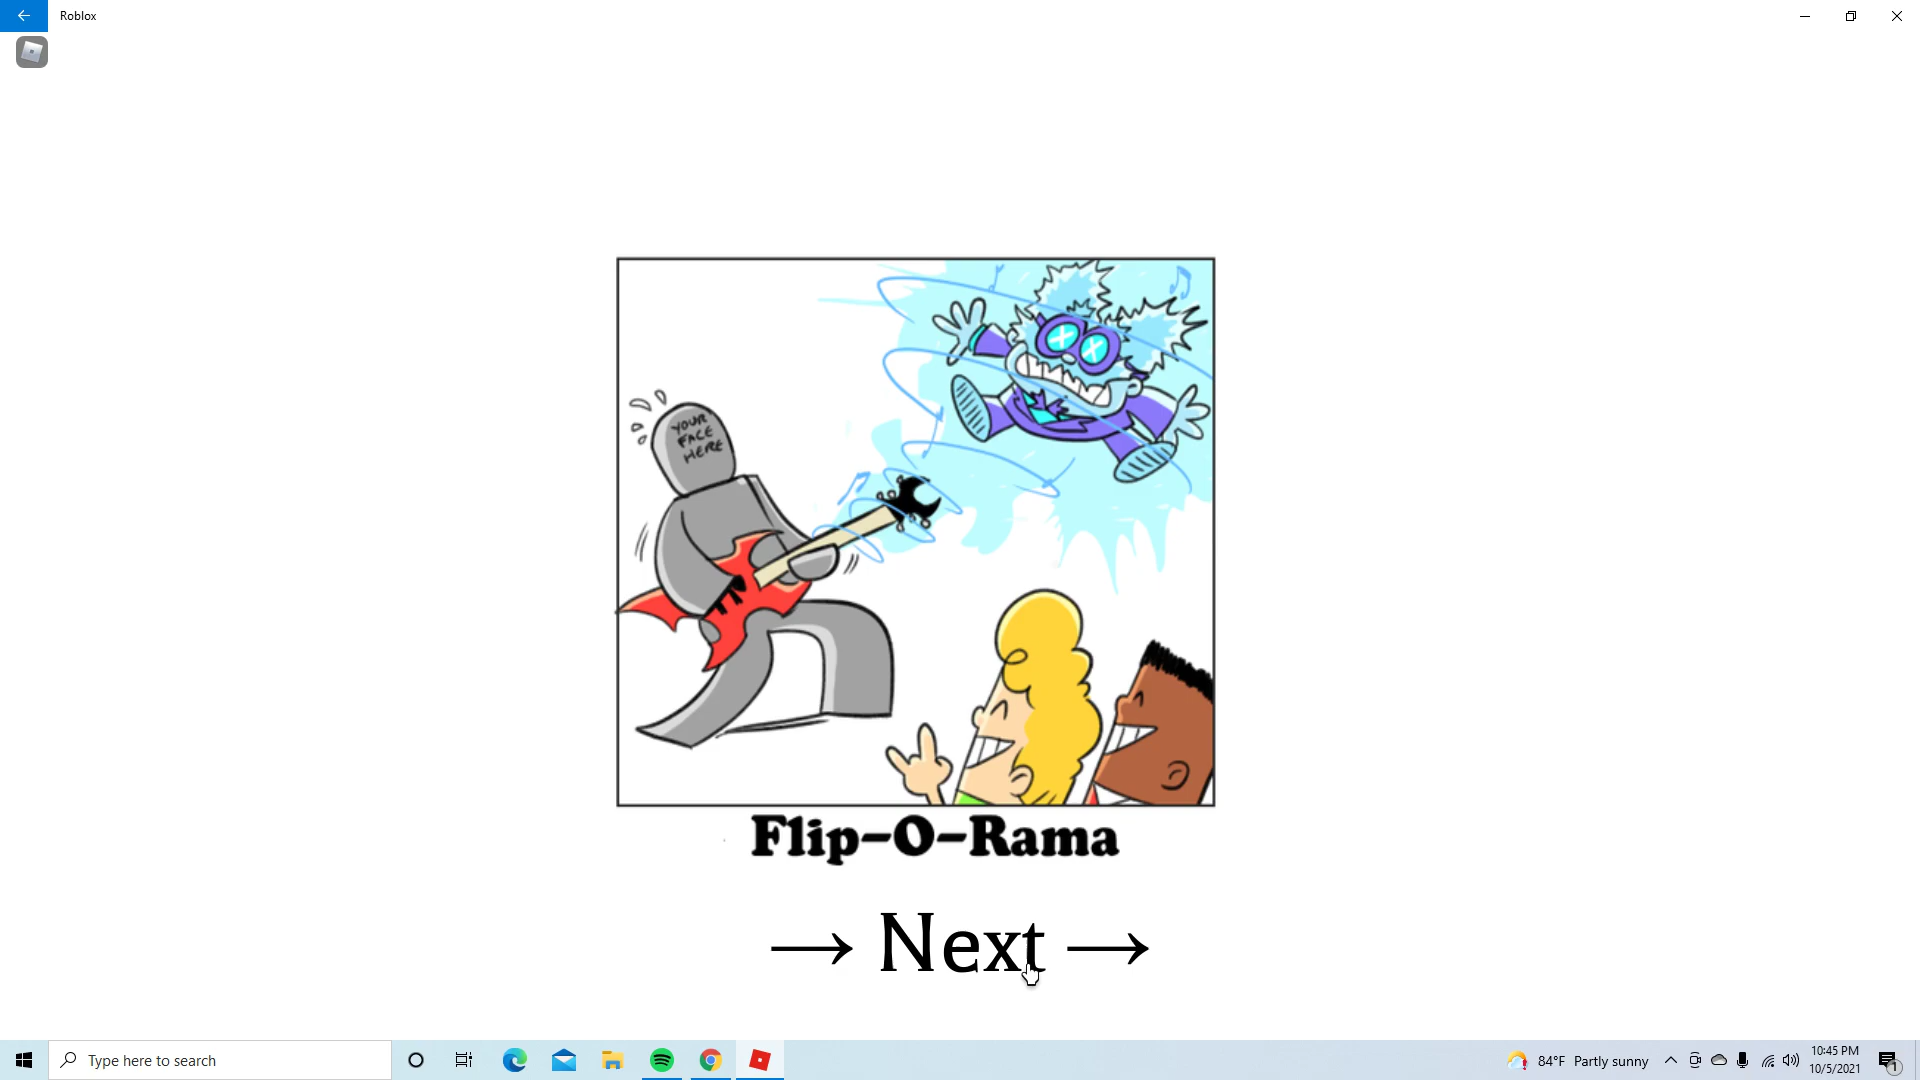 Roblox
YOUR
FACE
HERE
Flip-O-Rama
→ Next →
Type here to search
84°F Partly sunny
10:45 PM
10/5/2021
1